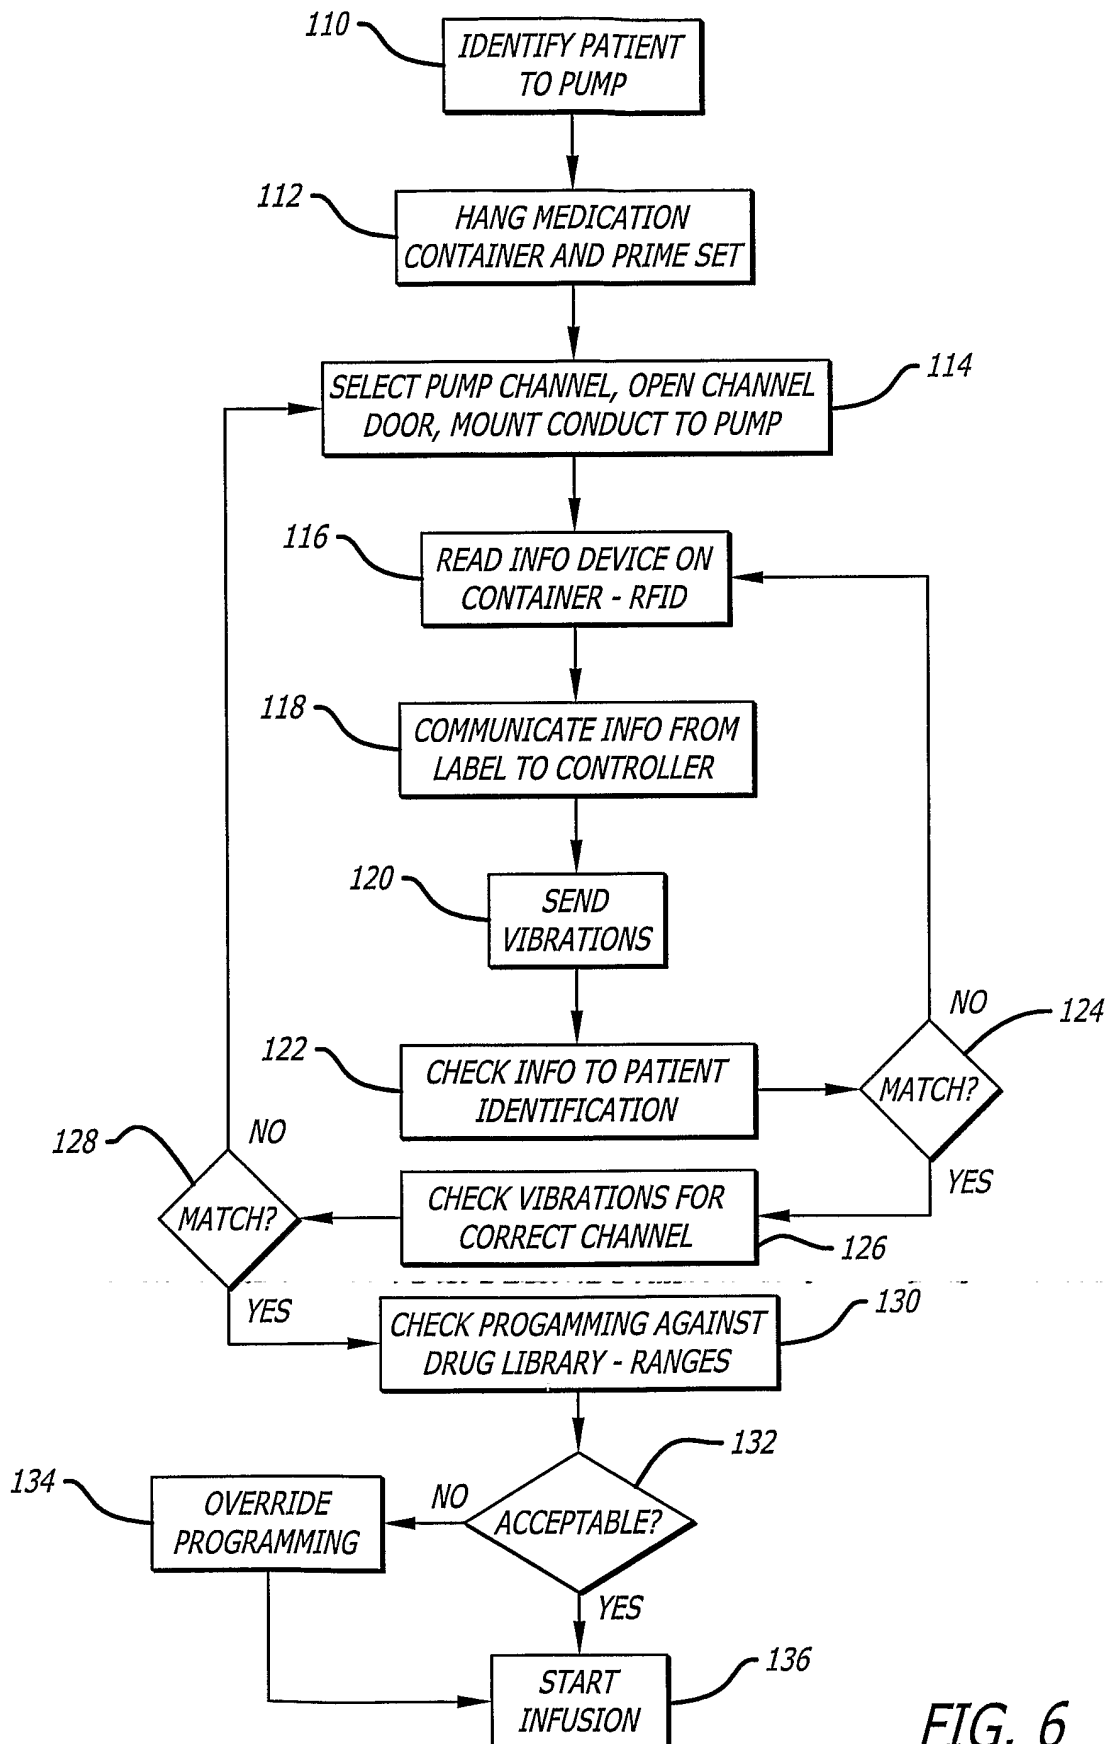 110
IDENTIFY PATIENT
TO PUMP
112
HANG MEDICATION
CONTAINER AND PRIME SET
SELECT PUMP CHANNEL, OPEN CHANNEL
DOOR, MOUNT CONDUCT TO PUMP
114
116
READ INFO DEVICE ON
CONTAINER - RFID
118
COMMUNICATE INFO FROM
LABEL TO CONTROLLER
120
SEND
VIBRATIONS
122
CHECK INFO TO PATIENT
IDENTIFICATION
NO
124
MATCH?
YES
128
NO
MATCH?
YES
CHECK VIBRATIONS FOR
CORRECT CHANNEL
126
CHECK PROGAMMING AGAINST
DRUG LIBRARY - RANGES
130
132
ACCEPTABLE?
NO
134
OVERRIDE
PROGRAMMING
YES
START
INFUSION
136
FIG. 6